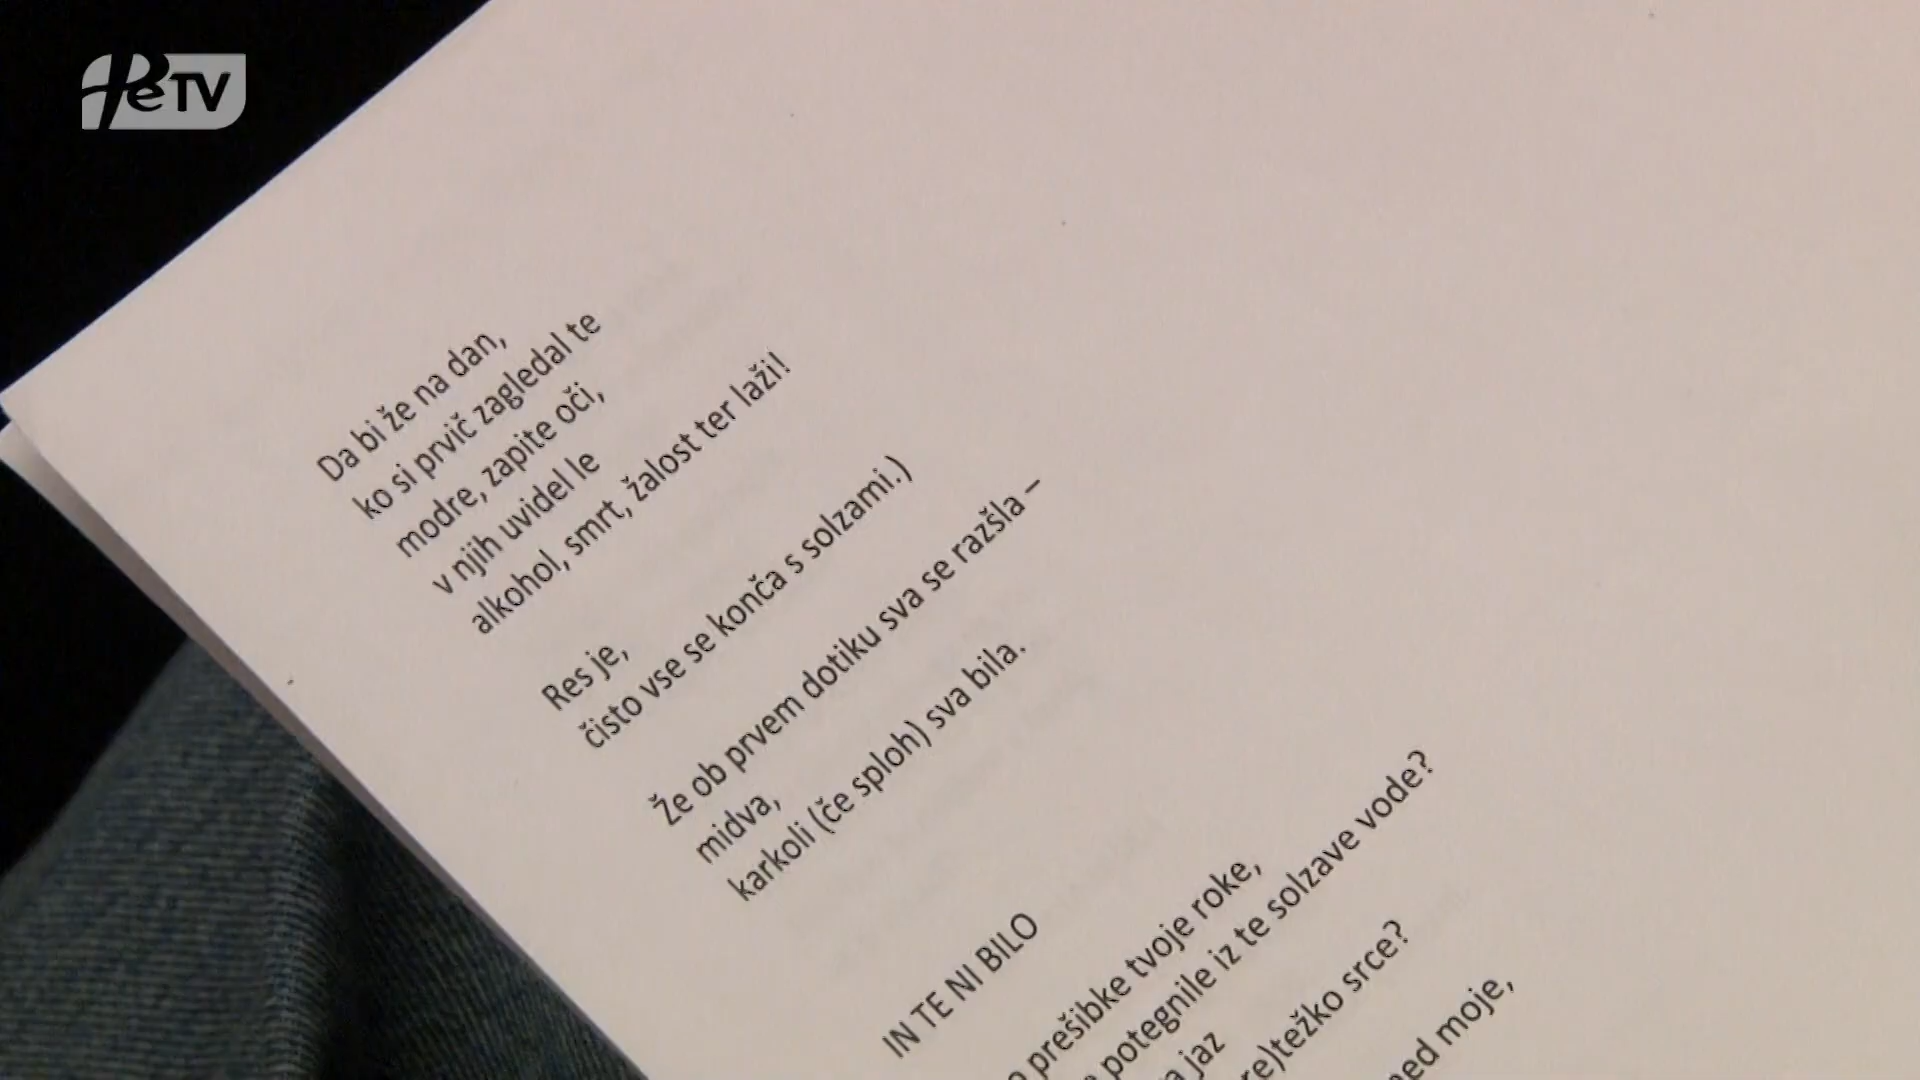 PeTV
Da bi že na dan,
ko si prvič zagledal te
modre, zapite oči,
v njih uvidel le
alkohol, smrt, žalost ter laži!
Res je,
čisto vse se konča s solzami.)
Že ob prvem dotiku sva se razšla –
midva,
karkoli (če sploh) sva bila.
IN TE NI BILO
prešibke tvoje roke,
potegnile iz te solzave vode?
jaz
re)težko srce?
moje,